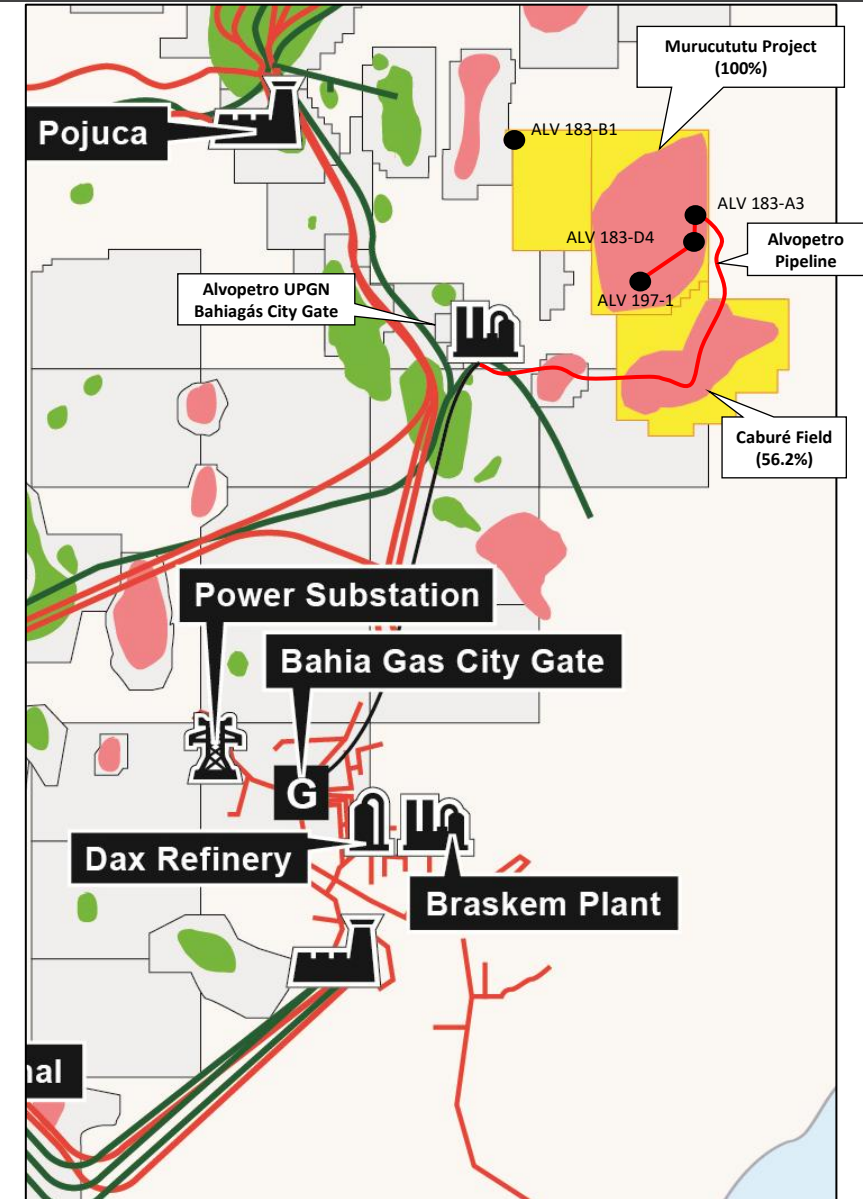 Murucututu Project
(100%)
Pojuca
ALV 183-B1
ALV 183-A3
ALV 183-D4
Alvopetro
Pipeline
ALV 197-1
Alvopetro UPGN
Bahiagás City Gate
Caburé Field
(56.2%)
Power Substation
Bahia Gas City Gate
G
Dax Refinery
Braskem Plant
nal